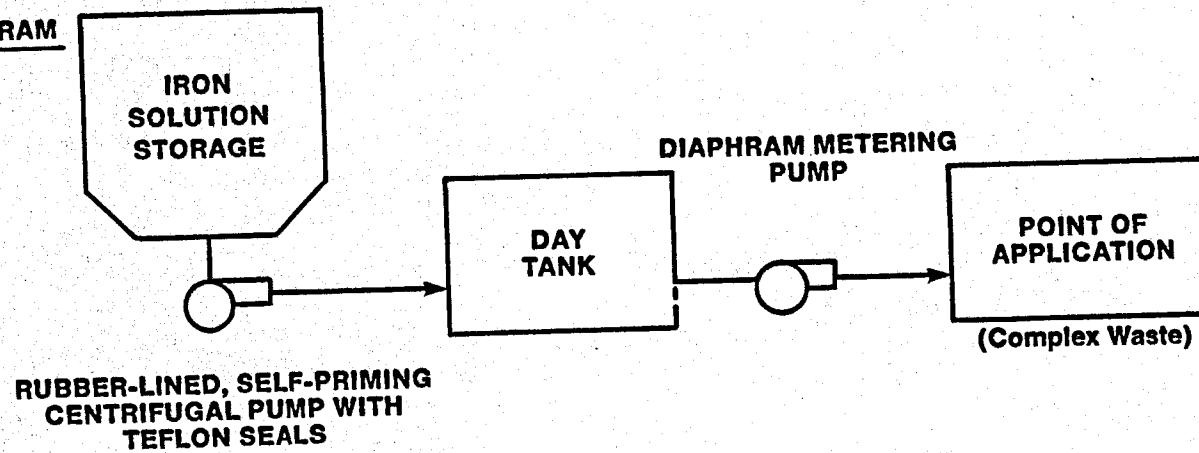 RAM
IRON
SOLUTION
STORAGE
DIAPHRAM METERING
PUMP
DAY
TANK
POINT OF
APPLICATION
(Complex Waste)
RUBBER-LINED, SELF-PRIMING
CENTRIFUGAL PUMP WITH
TEFLON SEALS